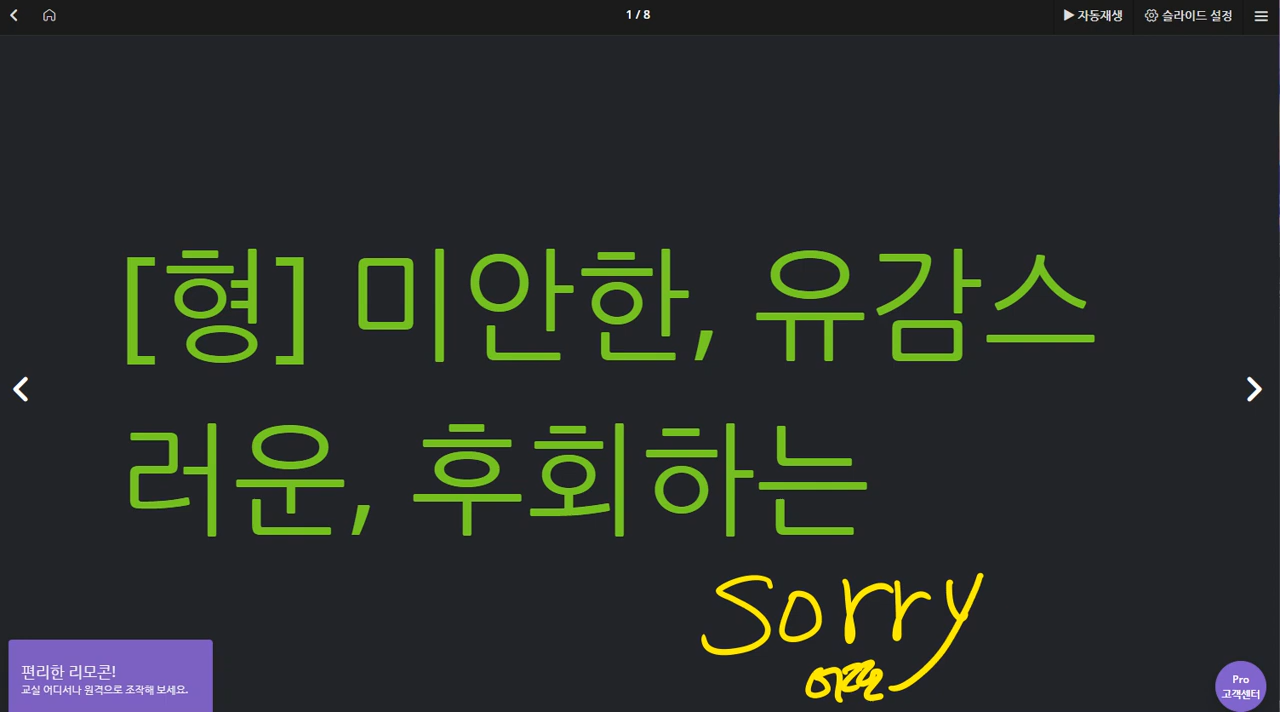 1 / 8
자동재생
슬라이드 설정
[형] 미안한, 유감스
러운, 후회하는
Sorry
편리한 리모콘!
교실 어디서나 원격으로 조작해 보세요.
Pro
고객센터